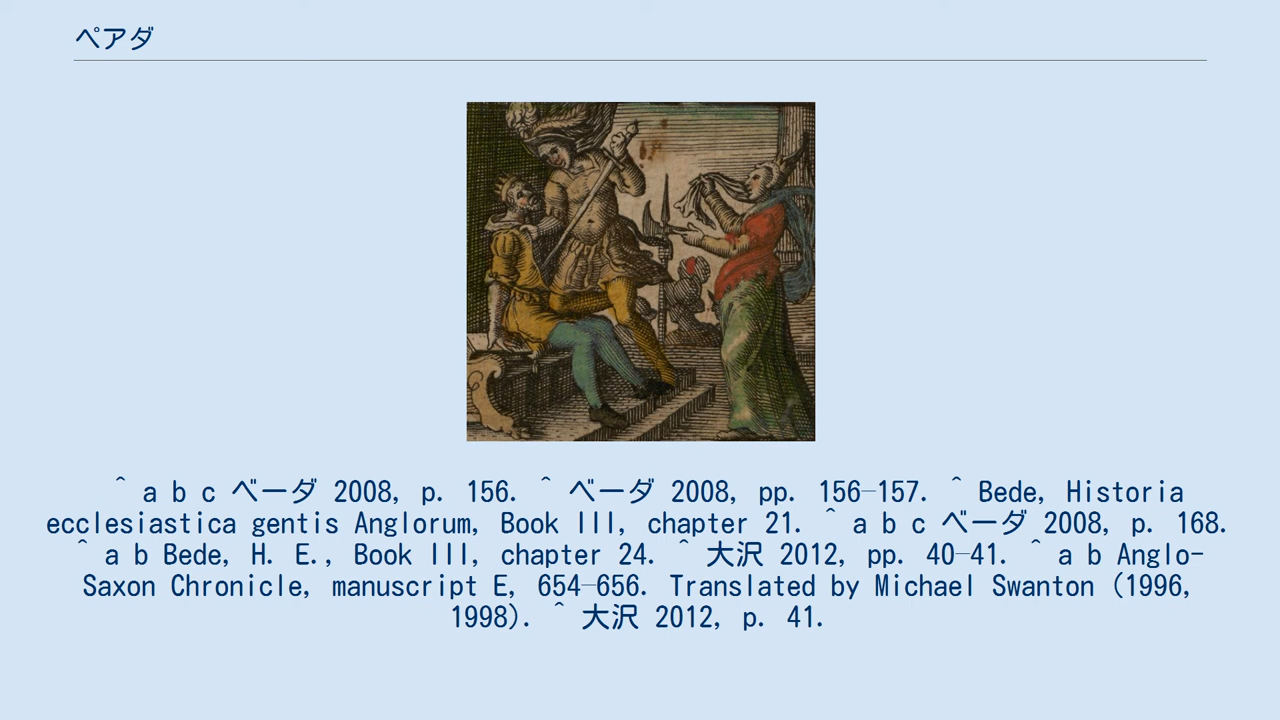 ペアダ
^ a b c ベーダ 2008, p. 156. ^ ベーダ 2008, pp. 156–157. ^ Bede, Historia
ecclesiastica gentis Anglorum, Book III, chapter 21. ^ a b c ベーダ 2008, p. 168.
^ a b Bede, H. E., Book III, chapter 24. ^ 大沢 2012, pp. 40–41. ^ a b Anglo-
Saxon Chronicle, manuscript E, 654–656. Translated by Michael Swanton (1996,
1998). ^ 大沢 2012, p. 41.